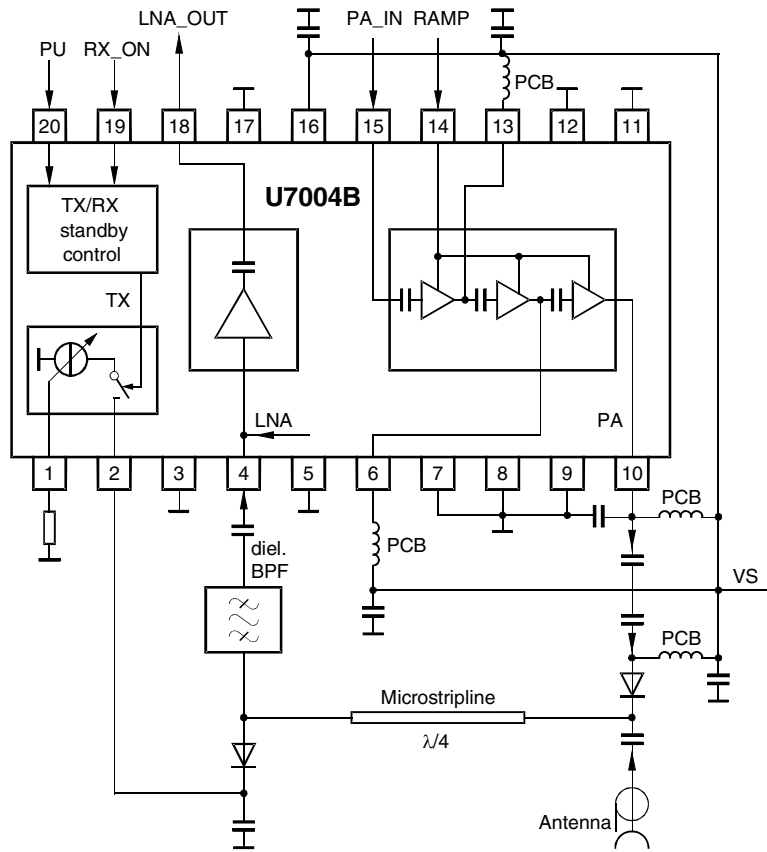 LNA_OUT PA_IN RAMP
PU RX_ON
PCB
20 19 18 17 16 15 14 13 12 11
U7004B
TX/RX
standby
control
TX
LNA
PA
1 2 3 4 5 6 7 8 9 10
PCB
diel.
BPF
PCB
VS
PCB
Microstripline
λ/4
Antenna